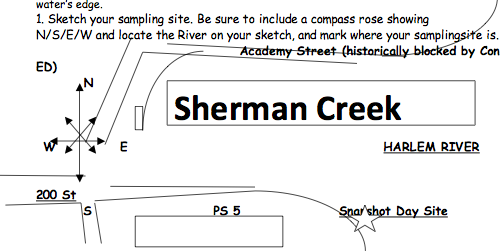 water's edge.
1. Sketch your sampling site. Be sure to include a compass rose showing
N/S/E/W and locate the River on your sketch, and mark where your samplingsite is.
Academy Street (historically blocked by Con
ED)
N
Sherman Creek
W E
HARLEM RIVER
200 St
S
PS 5
Snapshot Day Site